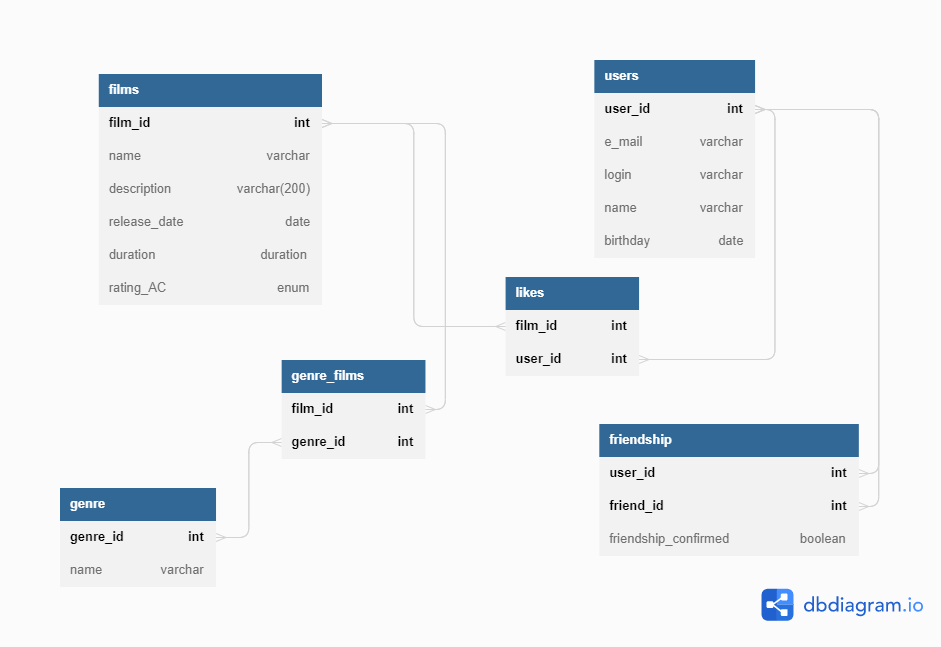 films
film_id int
name varchar
description varchar(200)
release_date date
duration duration
rating_AC enum
users
user_id int
e_mail varchar
login varchar
name varchar
birthday date
likes
film_id int
user_id int
genre_films
film_id int
genre_id int
friendship
user_id int
friend_id int
friendship_confirmed boolean
genre
genre_id int
name varchar
dbdiagram.io